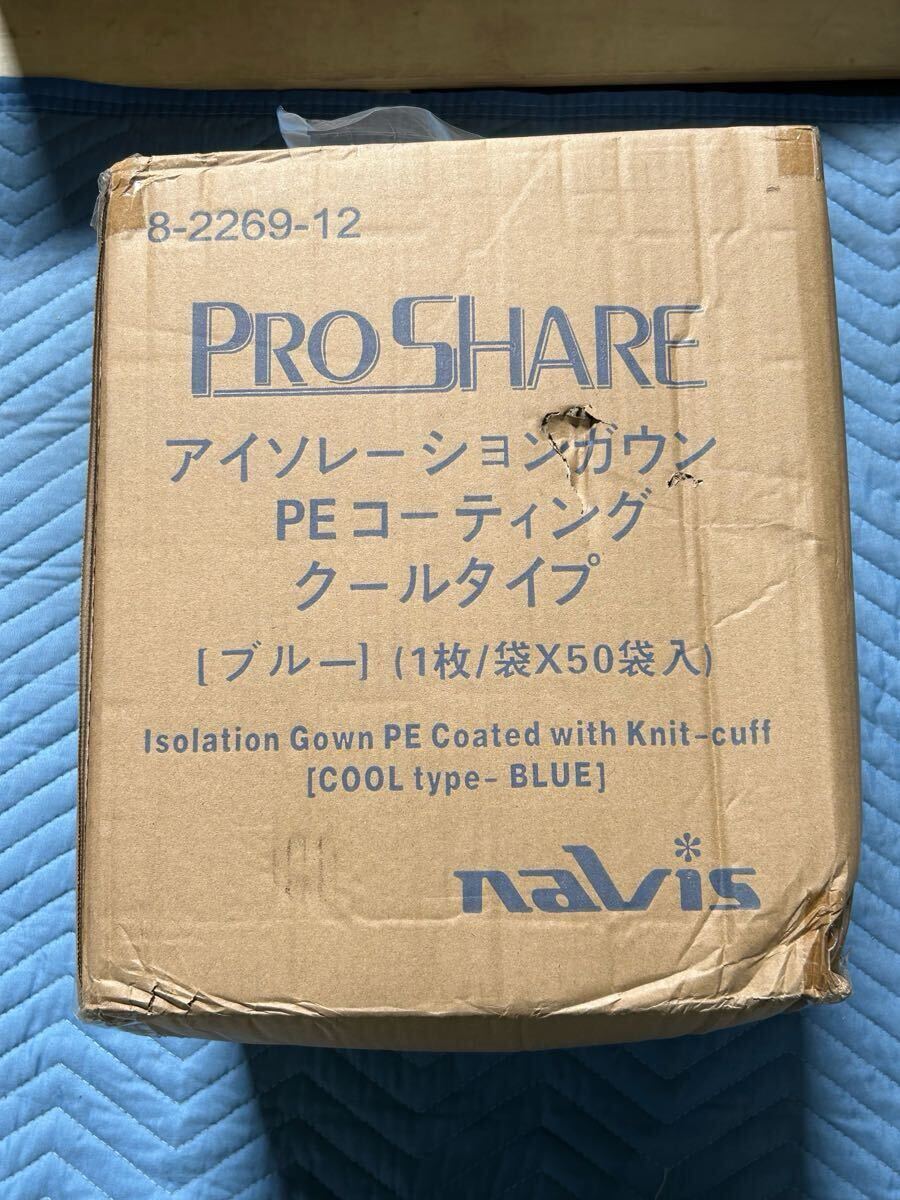 8-2269-12
PROSHARE
アイソレーションガウン
PEコーティング
クールタイプ
[ブルー] (1枚/袋X50袋入)
Isolation Gown PE Coated with Knit-cuff
[COOL type- BLUE]
navis